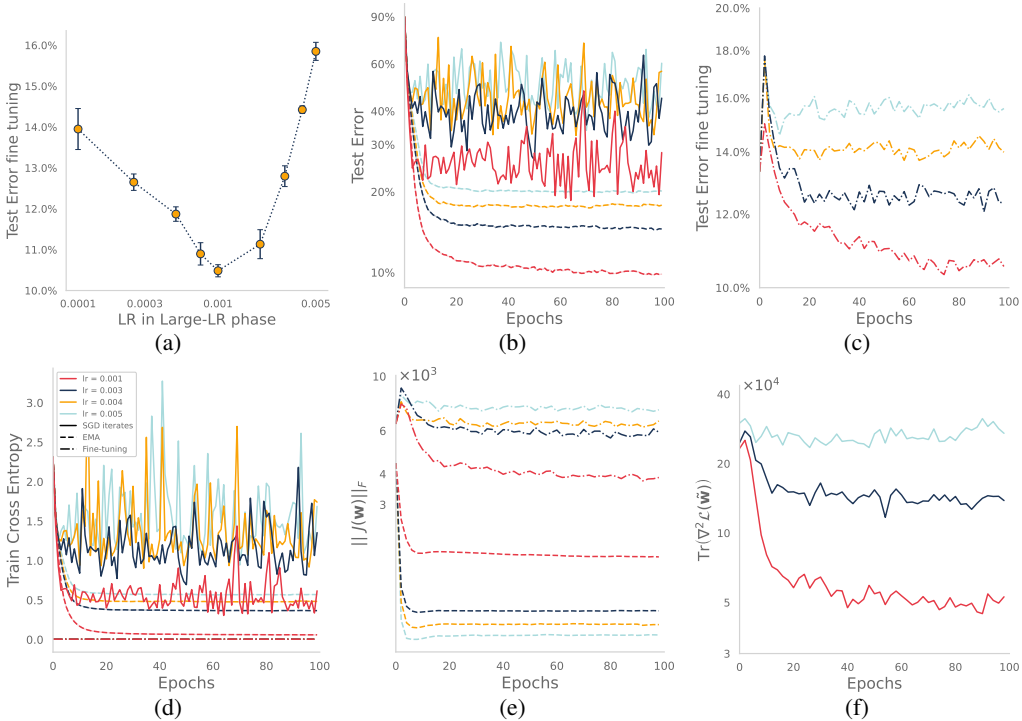 Test Error fine tuning
16.0%
15.0%
14.0%
13.0%
12.0%
11.0%
10.0%
0.0001
0.0003
0.001
0.005
LR in Large-LR phase
(a)
Test Error
90%
60%
40%
30%
20%
10%
0
20
40
60
80
100
Epochs
(b)
Test Error fine tuning
20.0%
18.0%
16.0%
14.0%
12.0%
10.0%
0
20
40
60
80
100
Epochs
(c)
Train Cross Entropy
3.0
2.5
2.0
1.5
1.0
0.5
0.0
lr = 0.001
lr = 0.003
lr = 0.004
lr = 0.005
SGD iterates
EMA
Fine-tuning
0
20
40
60
80
100
Epochs
(d)
||J(w)||F
×10³
10
6
4
3
0
20
40
60
80
100
Epochs
(e)
Tr(∇²ℒ(w̃))
×10⁴
40
20
10
5
3
0
20
40
60
80
100
Epochs
(f)